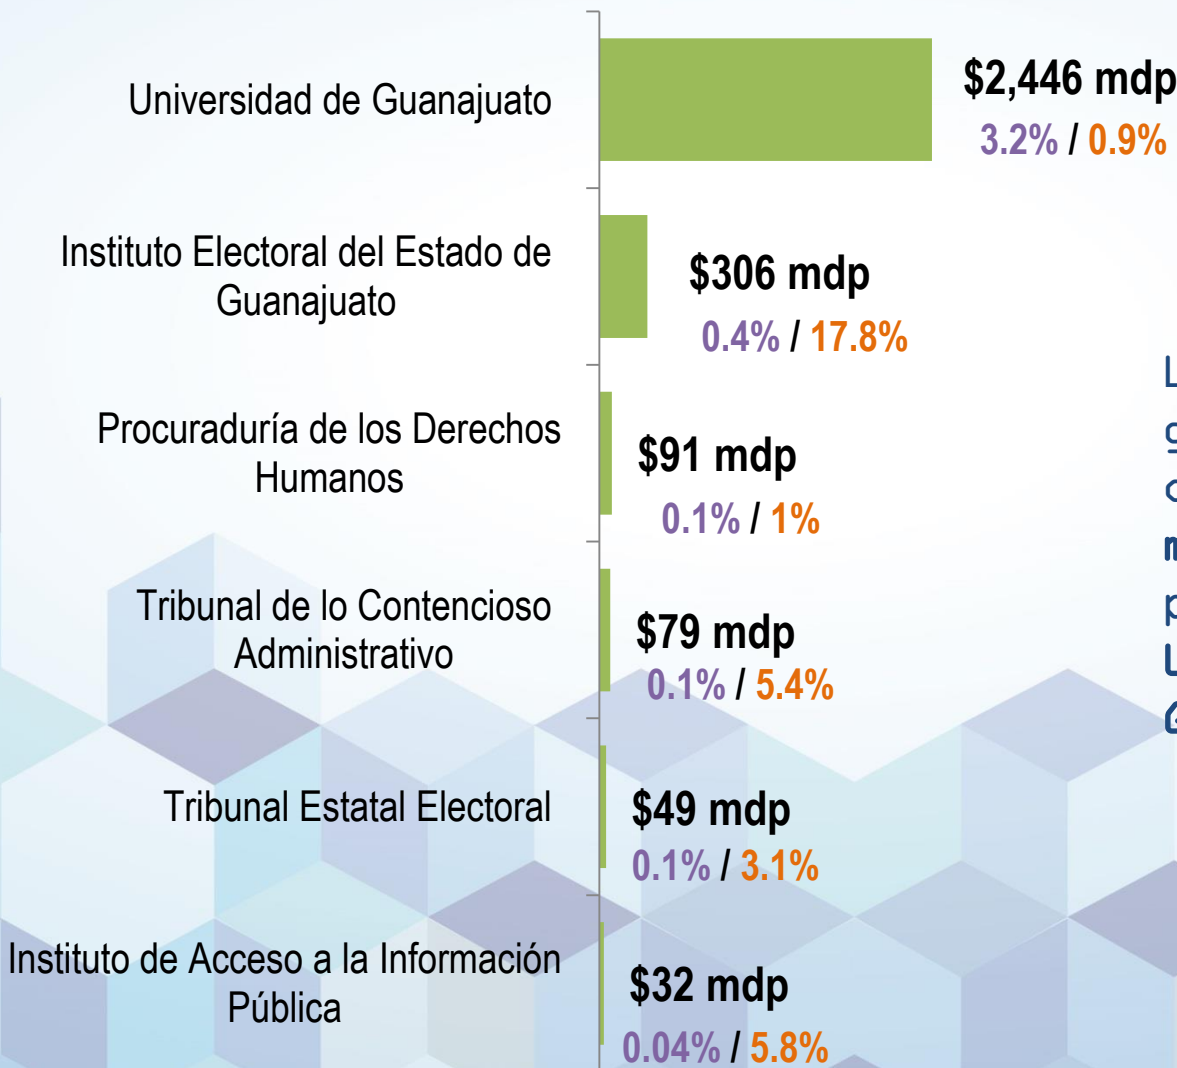 Universidad de Guanajuato
$2,446 mdp
3.2% / 0.9%
Instituto Electoral del Estado de
Guanajuato
$306 mdp
0.4% / 17.8%
Procuraduría de los Derechos
Humanos
$91 mdp
0.1% / 1%
Tribunal de lo Contencioso
Administrativo
$79 mdp
0.1% / 5.4%
Tribunal Estatal Electoral
$49 mdp
0.1% / 3.1%
Instituto de Acceso a la Información
Pública
$32 mdp
0.04% / 5.8%